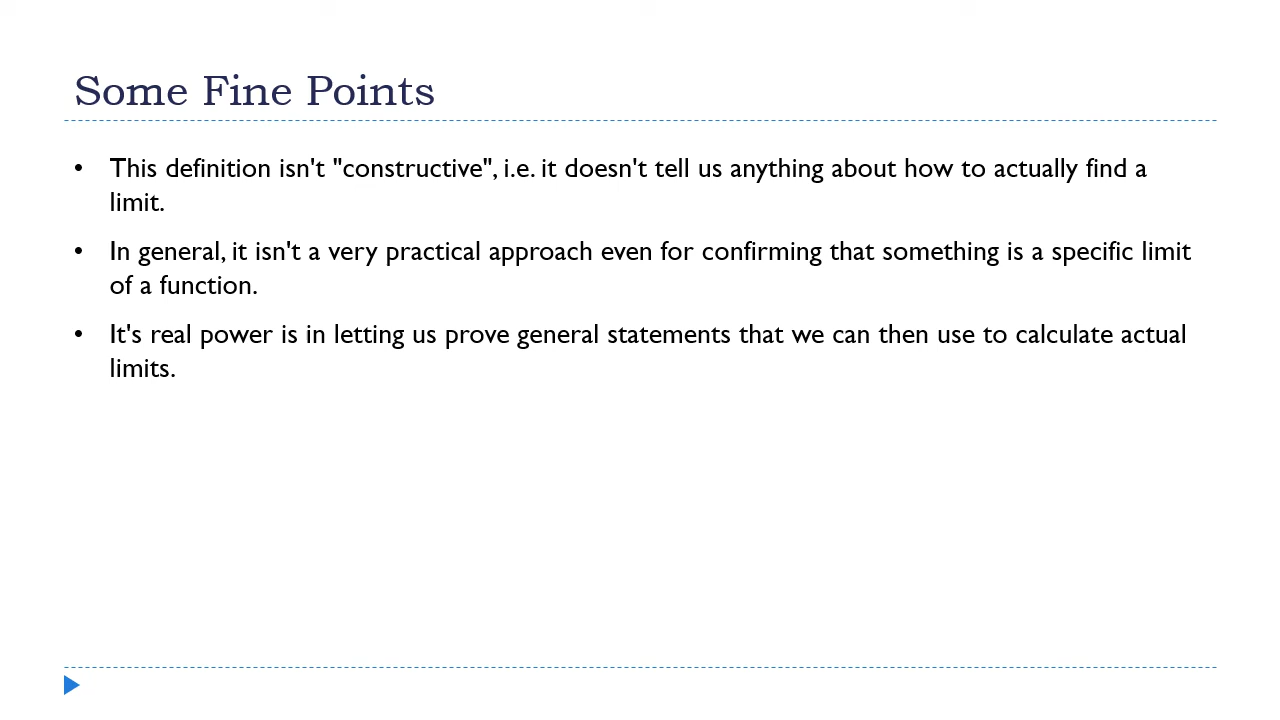 Some Fine Points
• This definition isn't "constructive", i.e. it doesn't tell us anything about how to actually find a
limit.
• In general, it isn't a very practical approach even for confirming that something is a specific limit
of a function.
• It's real power is in letting us prove general statements that we can then use to calculate actual
limits.